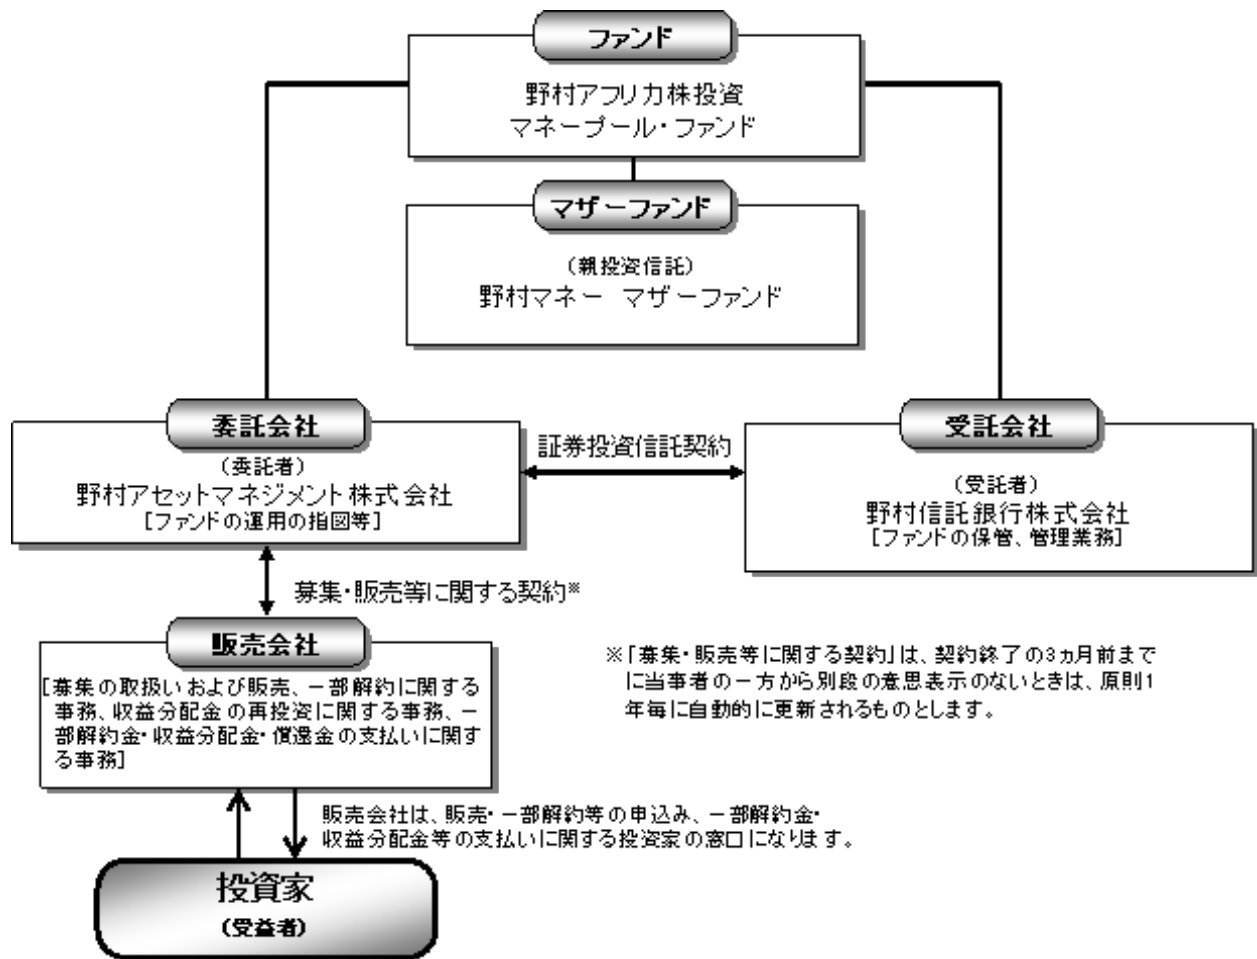 ファンド
野村アフリカ株投資
マネープール・ファンド
マザーファンド
（親投資信託）
野村マネー マザーファンド
委託会社
（委託者）
野村アセットマネジメント株式会社
［ファンドの運用の指図等］
証券投資信託契約
受託会社
（受託者）
野村信託銀行株式会社
［ファンドの保管、管理業務］
募集・販売等に関する契約※
販売会社
［募集の取扱いおよび販売、一部解約に関する
事務、収益分配金の再投資に関する事務、一
部解約金・収益分配金・償還金の支払いに関す
る事務］
※「募集・販売等に関する契約」は、契約終了の3ヵ月前まで
に当事者の一方から別段の意思表示のないときは、原則1
年毎に自動的に更新されるものとします。
販売会社は、販売・一部解約等の申込み、一部解約金・
収益分配金等の支払いに関する投資家の窓口になります。
投資家
（受益者）